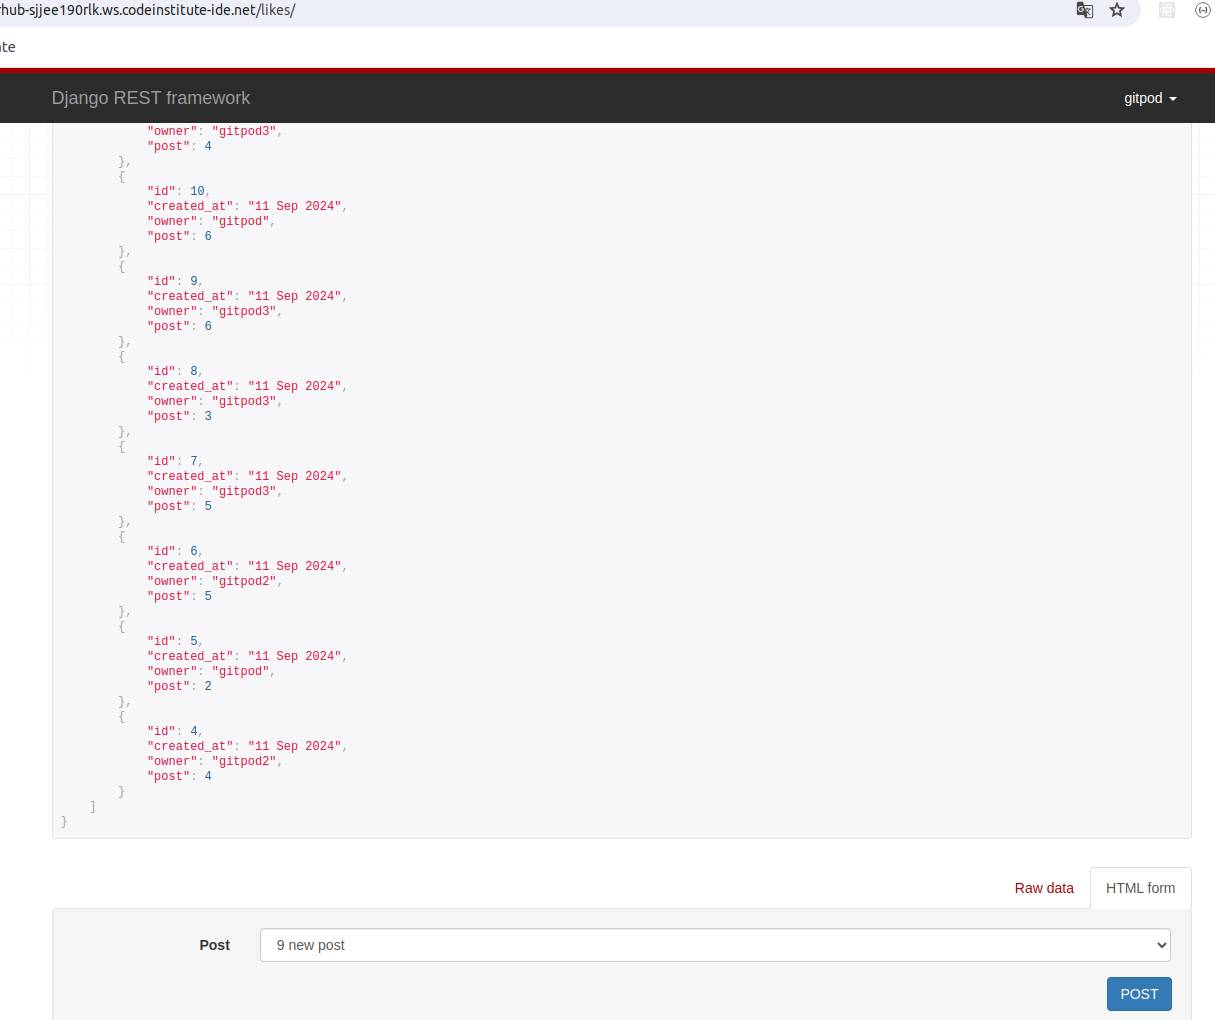 rhub-sjjee190rlk.ws.codeinstitute-ide.net/likes/
ate
Django REST framework
gitpod
"owner": "gitpod3",
"post": 4
},
{
"id": 10,
"created_at": "11 Sep 2024",
"owner": "gitpod",
"post": 6
},
{
"id": 9,
"created_at": "11 Sep 2024",
"owner": "gitpod3",
"post": 6
},
{
"id": 8,
"created_at": "11 Sep 2024",
"owner": "gitpod3",
"post": 3
},
{
"id": 7,
"created_at": "11 Sep 2024",
"owner": "gitpod3",
"post": 5
},
{
"id": 6,
"created_at": "11 Sep 2024",
"owner": "gitpod2",
"post": 5
},
{
"id": 5,
"created_at": "11 Sep 2024",
"owner": "gitpod",
"post": 2
},
{
"id": 4,
"created_at": "11 Sep 2024",
"owner": "gitpod2",
"post": 4
}
]
}
Raw data
HTML form
Post
9 new post
POST